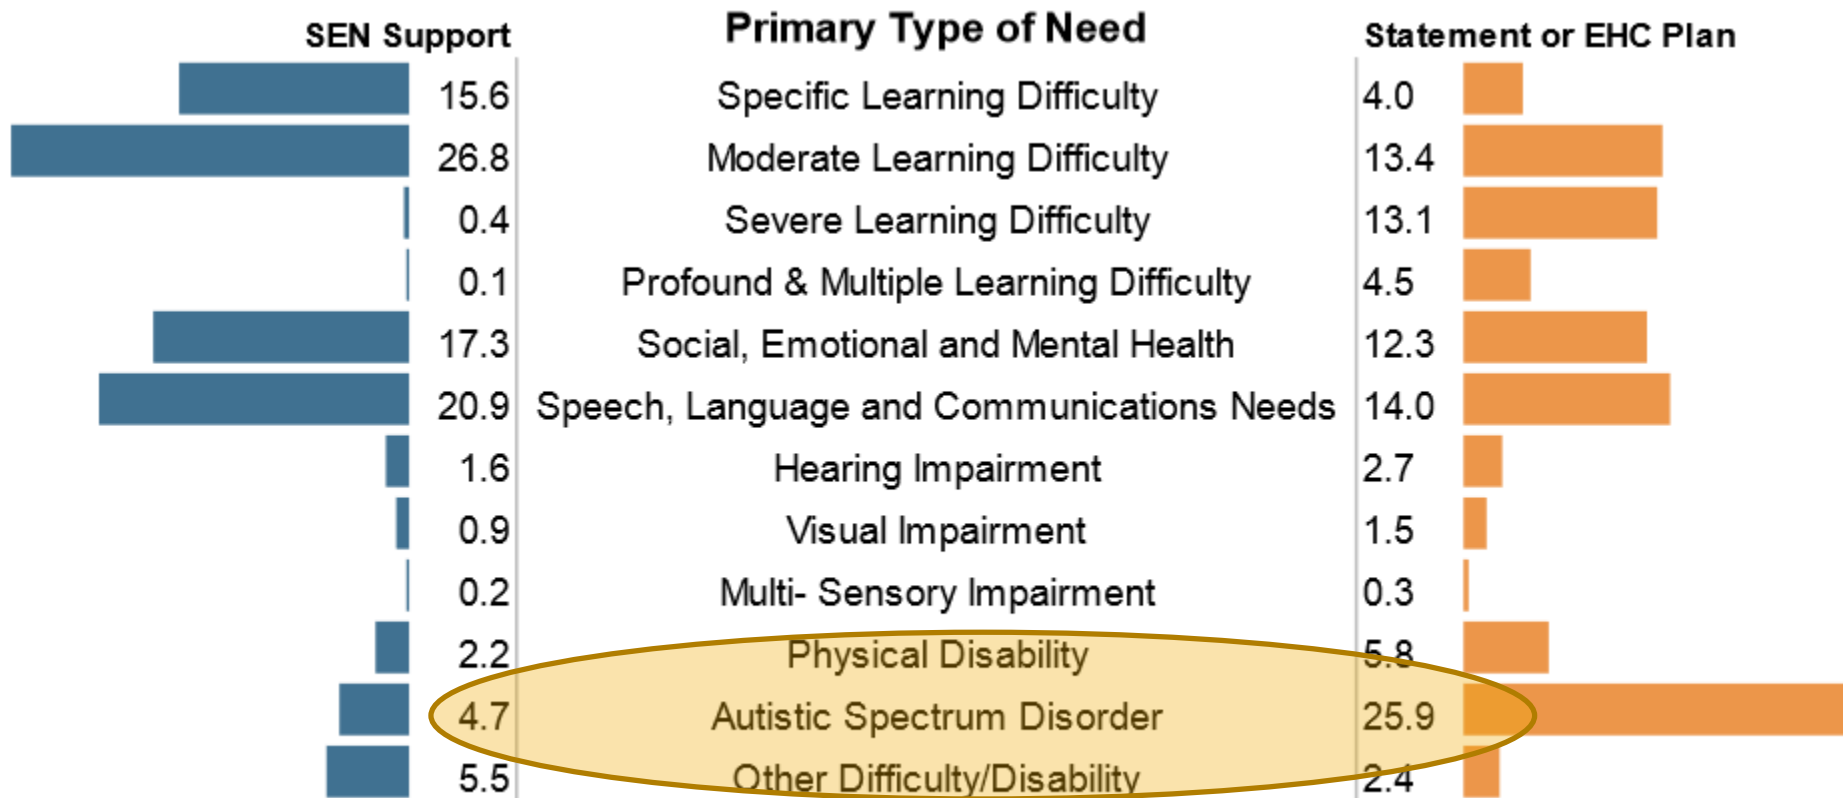 SEN Support Primary Type of Need Statement or EHC Plan
15.6 Specific Learning Difficulty 4.0
26.8 Moderate Learning Difficulty 13.4
0.4 Severe Learning Difficulty 13.1
0.1 Profound & Multiple Learning Difficulty 4.5
17.3 Social, Emotional and Mental Health 12.3
20.9 Speech, Language and Communications Needs 14.0
1.6 Hearing Impairment 2.7
0.9 Visual Impairment 1.5
0.2 Multi- Sensory Impairment 0.3
2.2 Physical Disability 5.8
4.7 Autistic Spectrum Disorder 25.9
5.5 Other Difficulty/Disability 2.4